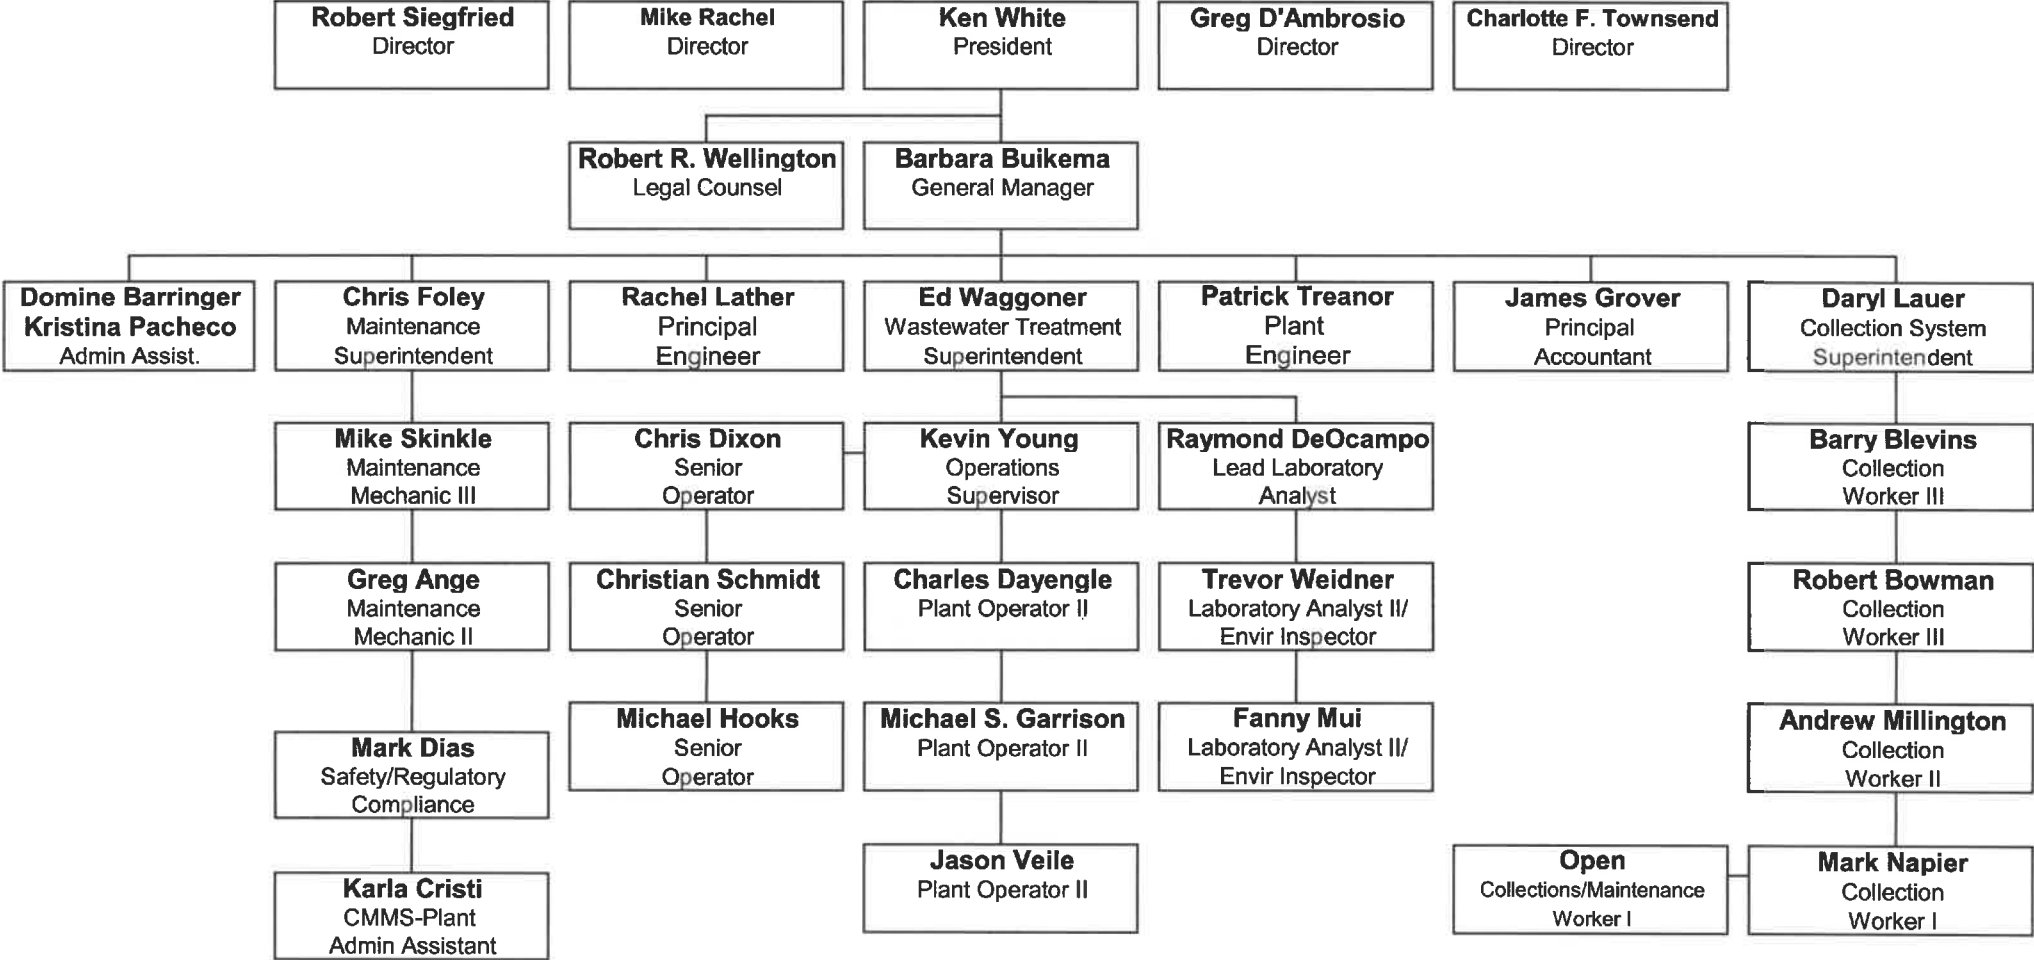 Robert Siegfried
Director
Mike Rachel
Director
Ken White
President
Greg D'Ambrosio
Director
Charlotte F. Townsend
Director
Robert R. Wellington
Legal Counsel
Barbara Buikema
General Manager
Domine Barringer
Kristina Pacheco
Admin Assist.
Chris Foley
Maintenance
Superintendent
Rachel Lather
Principal
Engineer
Ed Waggoner
Wastewater Treatment
Superintendent
Patrick Treanor
Plant
Engineer
James Grover
Principal
Accountant
Daryl Lauer
Collection System
Superintendent
Mike Skinkle
Maintenance
Mechanic III
Chris Dixon
Senior
Operator
Kevin Young
Operations
Supervisor
Raymond DeOcampo
Lead Laboratory
Analyst
Barry Blevins
Collection
Worker III
Greg Ange
Maintenance
Mechanic II
Christian Schmidt
Senior
Operator
Charles Dayengle
Plant Operator II
Trevor Weidner
Laboratory Analyst II/
Envir Inspector
Robert Bowman
Collection
Worker III
Mark Dias
Safety/Regulatory
Compliance
Michael Hooks
Senior
Operator
Michael S. Garrison
Plant Operator II
Fanny Mui
Laboratory Analyst II/
Envir Inspector
Andrew Millington
Collection
Worker II
Karla Cristi
CMMS-Plant
Admin Assistant
Jason Veile
Plant Operator II
Open
Collections/Maintenance
Worker I
Mark Napier
Collection
Worker I